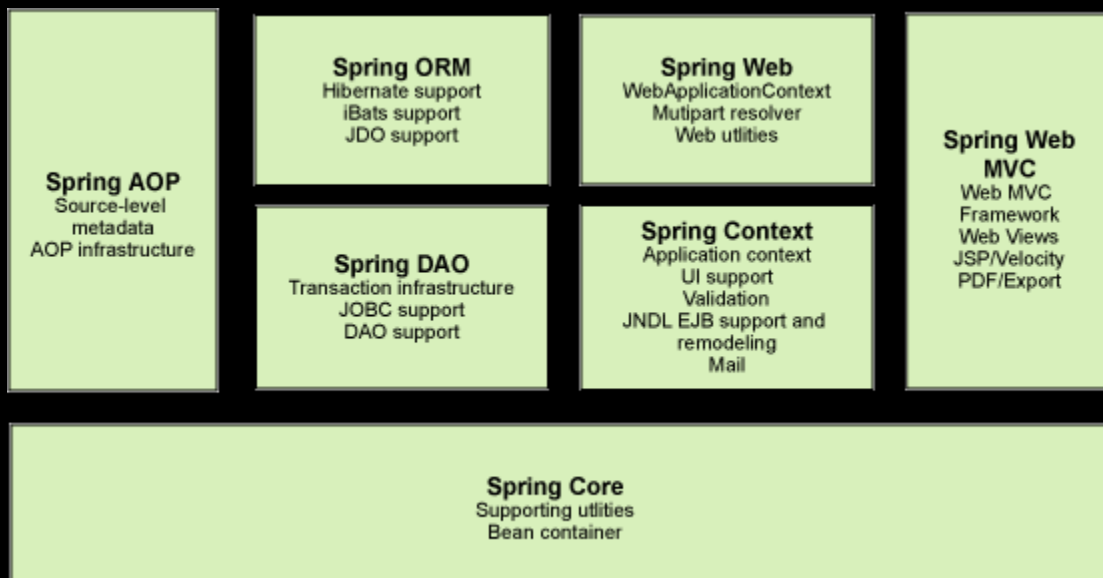 Spring AOP
Source-level
metadata
AOP infrastructure
Spring ORM
Hibernate support
iBats support
JDO support
Spring DAO
Transaction infrastructure
JOBC support
DAO support
Spring Web
WebApplicationContext
Mutipart resolver
Web utlities
Spring Context
Application context
UI support
Validation
JNDL EJB support and
remodeling
Mail
Spring Web
MVC
Web MVC
Framework
Web Views
JSP/Velocity
PDF/Export
Spring Core
Supporting utlities
Bean container